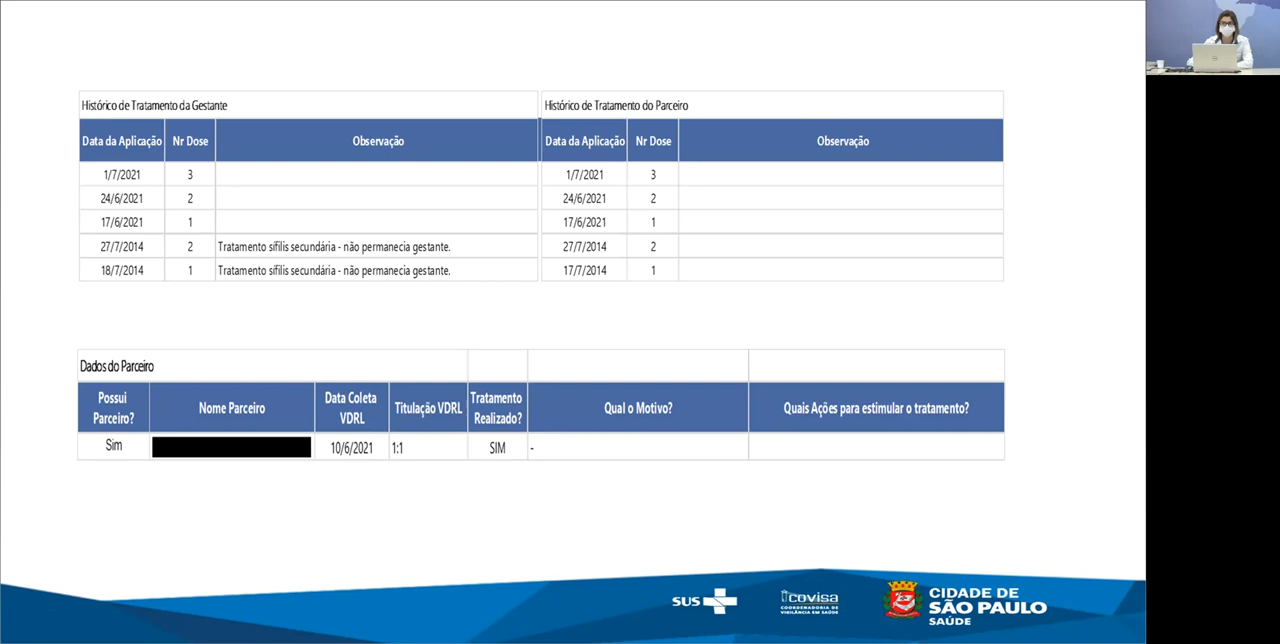 Histórico de Tratamento da Gestante
Histórico de Tratamento do Parceiro
Data da Aplicação Nr Dose Observação Data da Aplicação Nr Dose Observação
1/7/2021 3 1/7/2021 3
24/6/2021 2 24/6/2021 2
17/6/2021 1 17/6/2021 1
27/7/2014 2 Tratamento sífilis secundária - não permanecia gestante. 27/7/2014 2
18/7/2014 1 Tratamento sífilis secundária - não permanecia gestante. 17/7/2014 1
Dados do Parceiro
Possui Parceiro? Nome Parceiro Data Coleta VDRL Titulação VDRL Tratamento Realizado? Qual o Motivo? Quais Ações para estimular o tratamento?
Sim 10/6/2021 1:1 SIM -
SUS
covisa
COORDENADORIA DE
VIGILÂNCIA EM SAÚDE
CIDADE DE
SÃO PAULO
SAÚDE